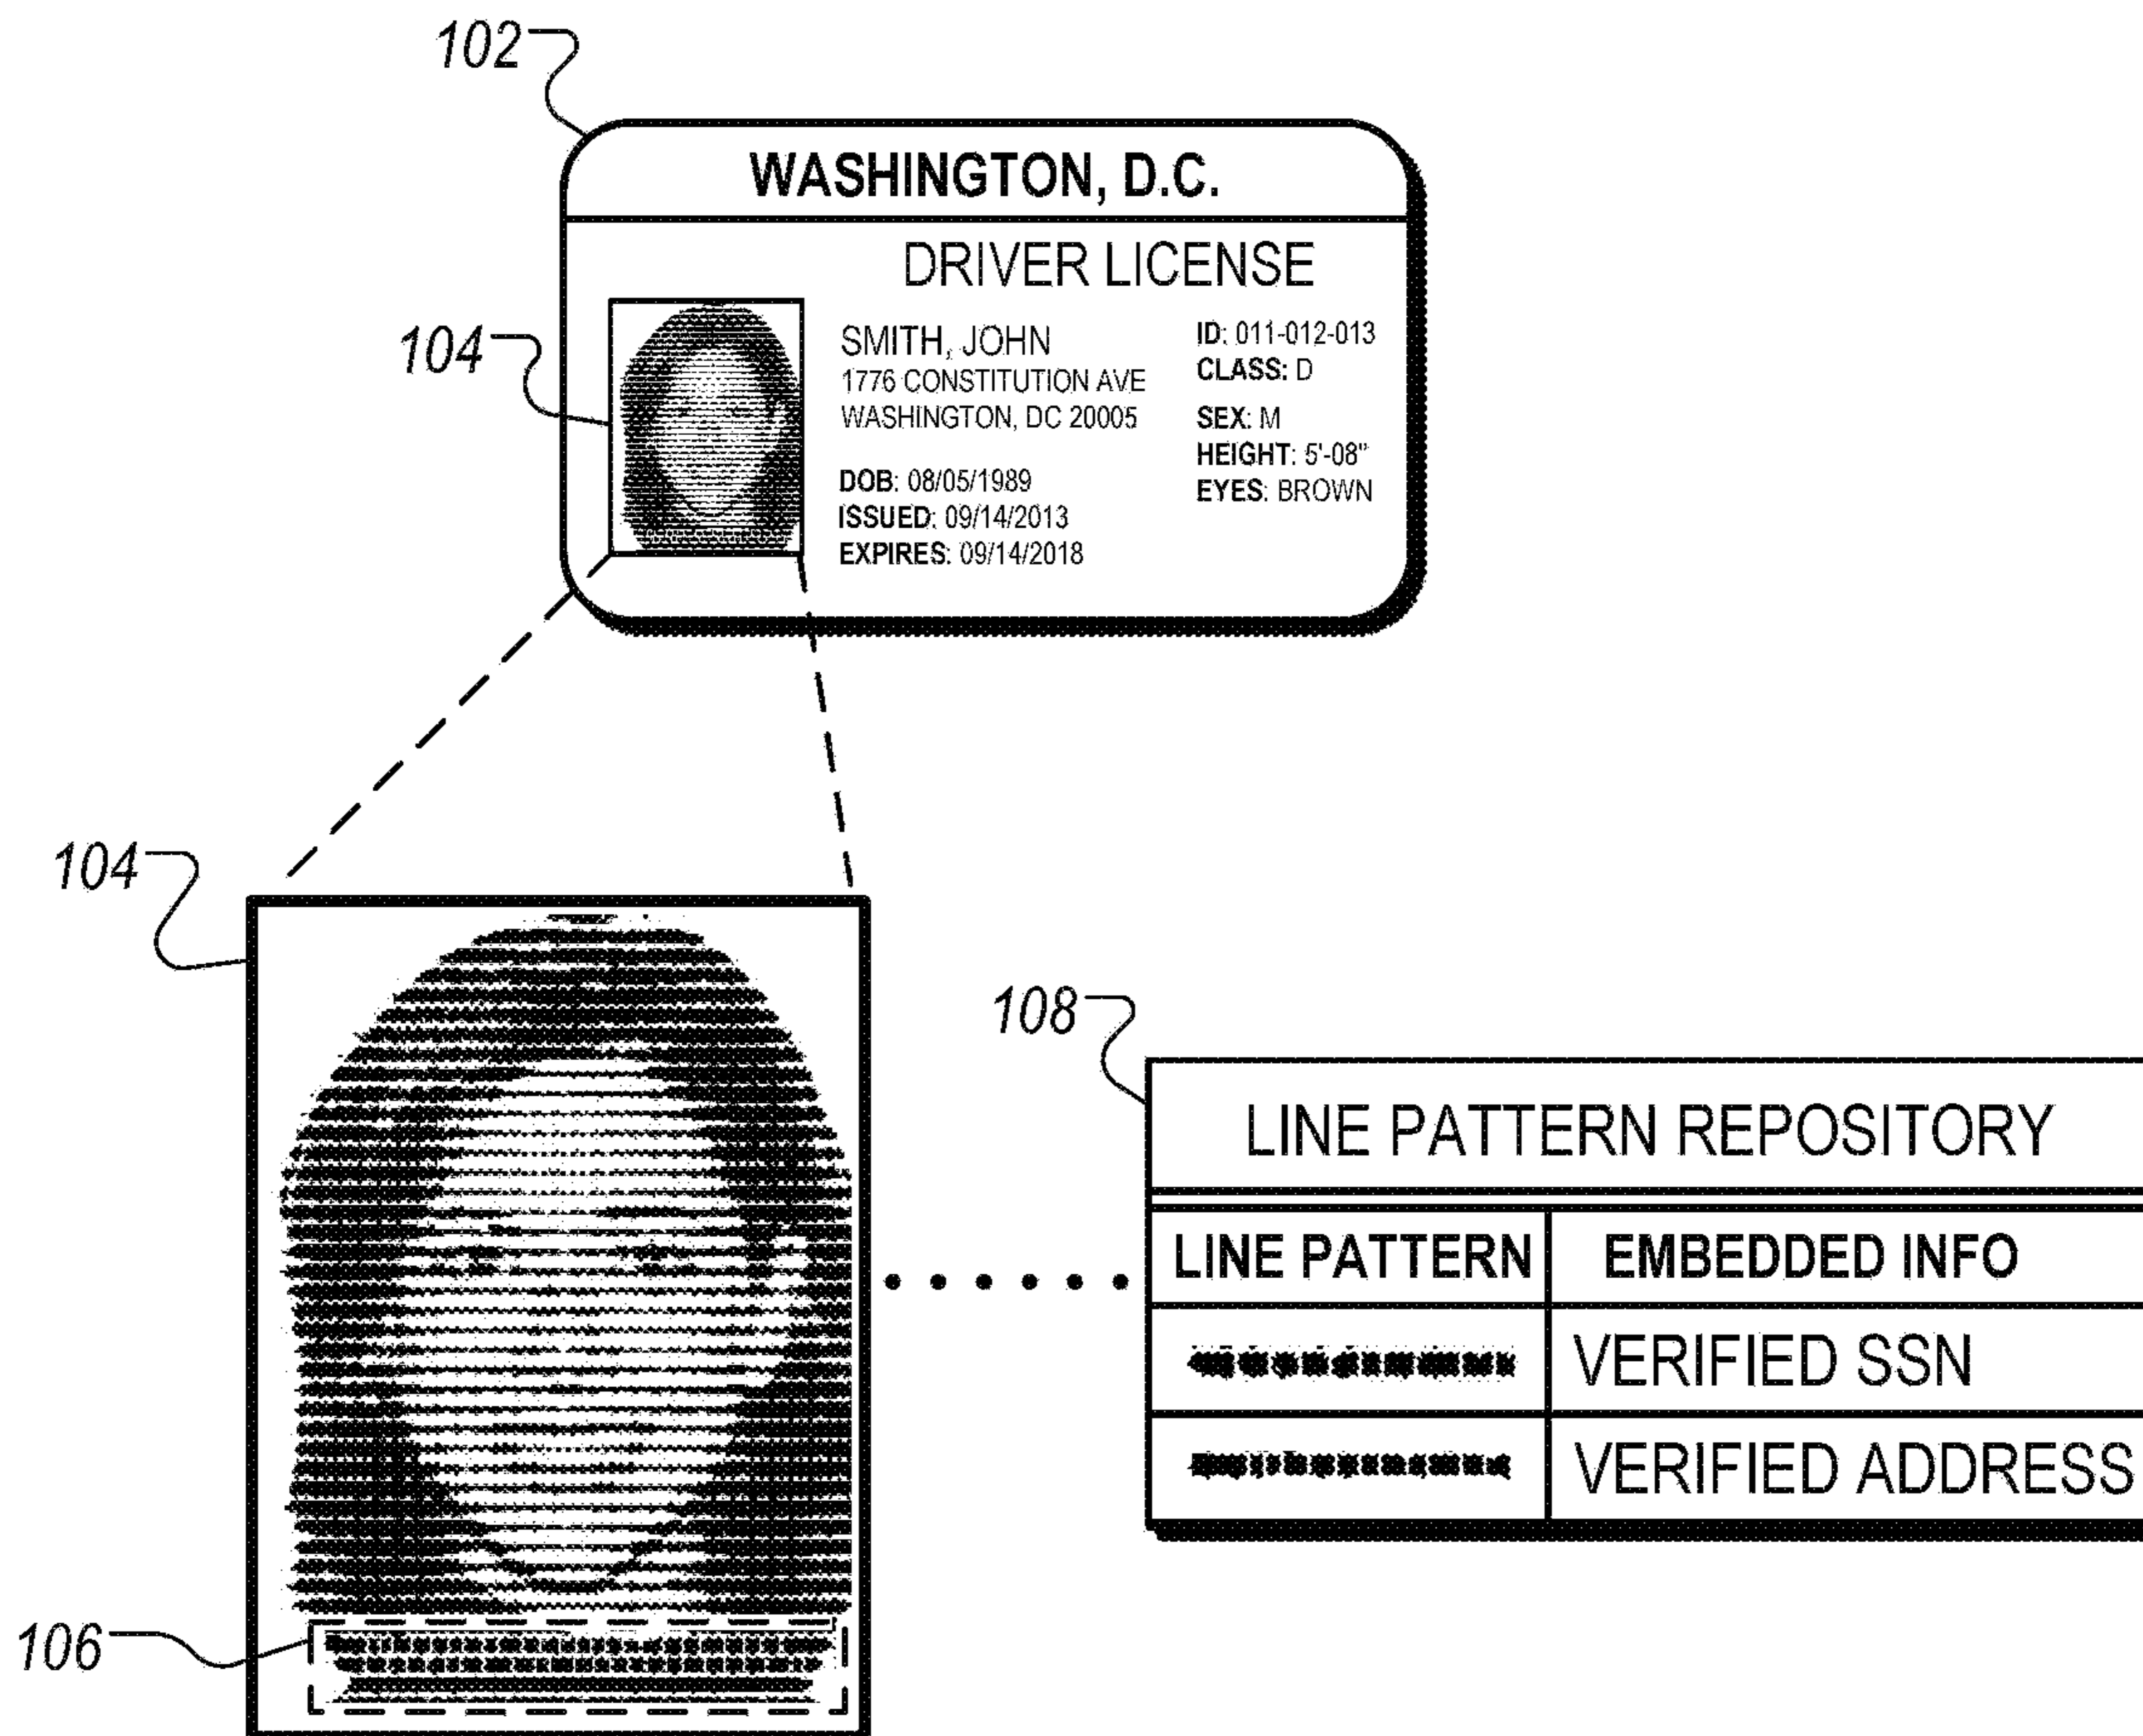 102
WASHINGTON, D.C.
DRIVER LICENSE
104
SMITH, JOHN
1776 CONSTITUTION AVE
WASHINGTON, DC 20005
DOB: 08/05/1989
ISSUED: 09/14/2013
EXPIRES: 09/14/2018
ID: 011-012-013
CLASS: D
SEX: M
HEIGHT: 5'-08"
EYES: BROWN
104
108
LINE PATTERN REPOSITORY
LINE PATTERN EMBEDDED INFO
VERIFIED SSN
VERIFIED ADDRESS
106